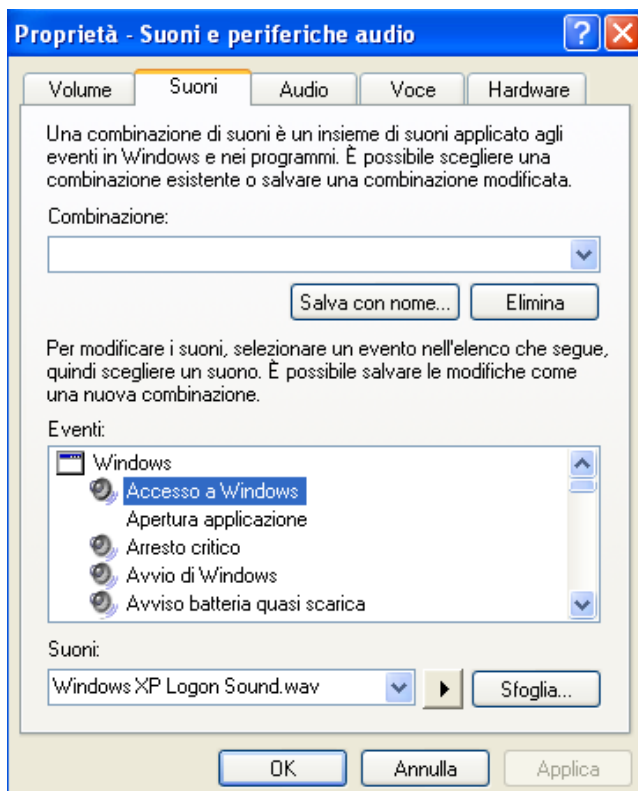 Proprietà - Suoni e periferiche audio
Volume Suoni Audio Voce Hardware
Una combinazione di suoni è un insieme di suoni applicato agli
eventi in Windows e nei programmi. È possibile scegliere una
combinazione esistente o salvare una combinazione modificata.
Combinazione:
Salva con nome... Elimina
Per modificare i suoni, selezionare un evento nell'elenco che segue,
quindi scegliere un suono. È possibile salvare le modifiche come
una nuova combinazione.
Eventi:
Windows
Accesso a Windows
Apertura applicazione
Arresto critico
Avvio di Windows
Avviso batteria quasi scarica
Suoni:
Windows XP Logon Sound.wav Sfoglia...
OK Annulla Applica